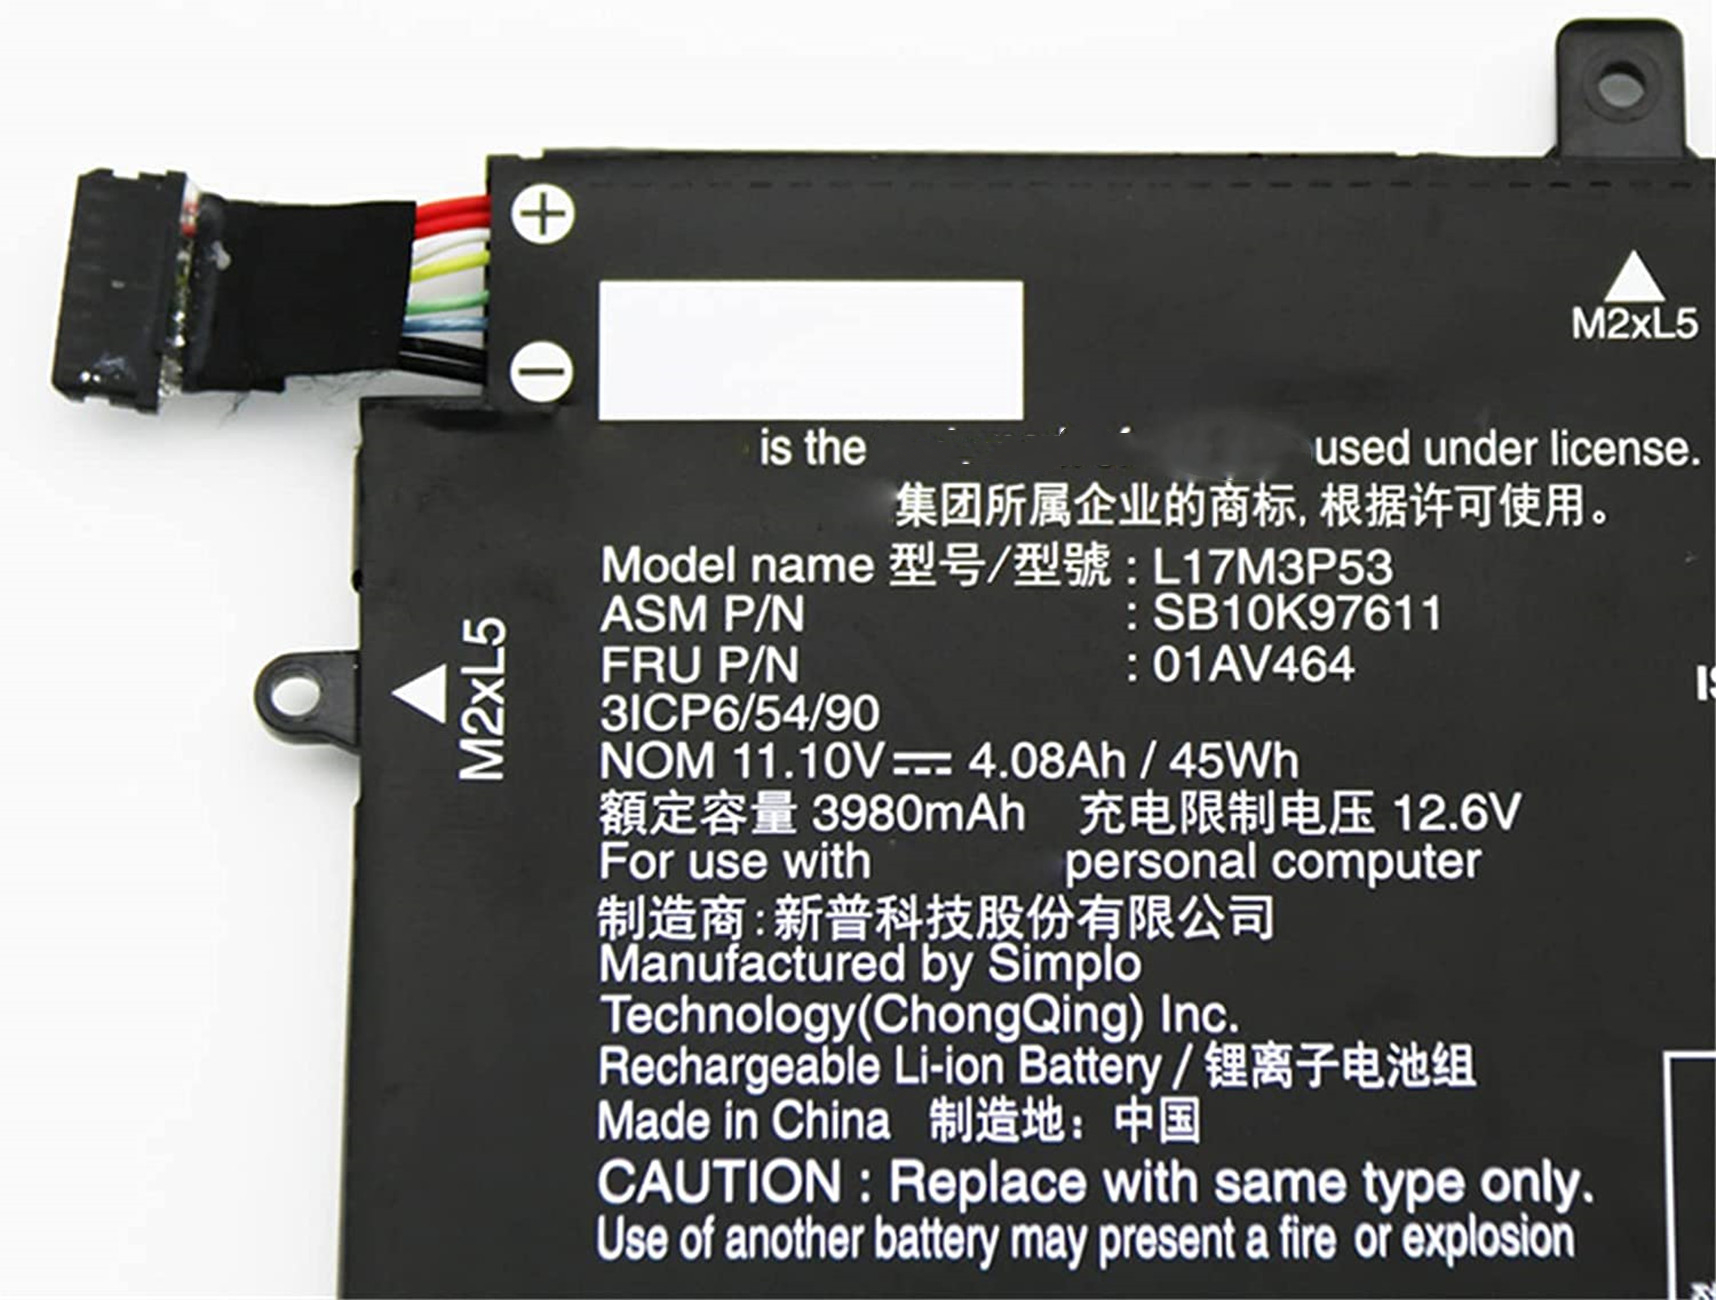 +
M2xL5
−
is the used under license.
集团所属企业的商标, 根据许可使用。
Model name 型号/型號 : L17M3P53
ASM P/N : SB10K97611
FRU P/N : 01AV464
M2xL5
3ICP6/54/90
NOM 11.10V⎓ 4.08Ah / 45Wh
額定容量 3980mAh 充电限制电压 12.6V
For use with personal computer
制造商:新普科技股份有限公司
Manufactured by Simplo
Technology(ChongQing) Inc.
Rechargeable Li-ion Battery / 锂离子电池组
Made in China 制造地：中国
CAUTION : Replace with same type only.
Use of another battery may present a fire or explosion